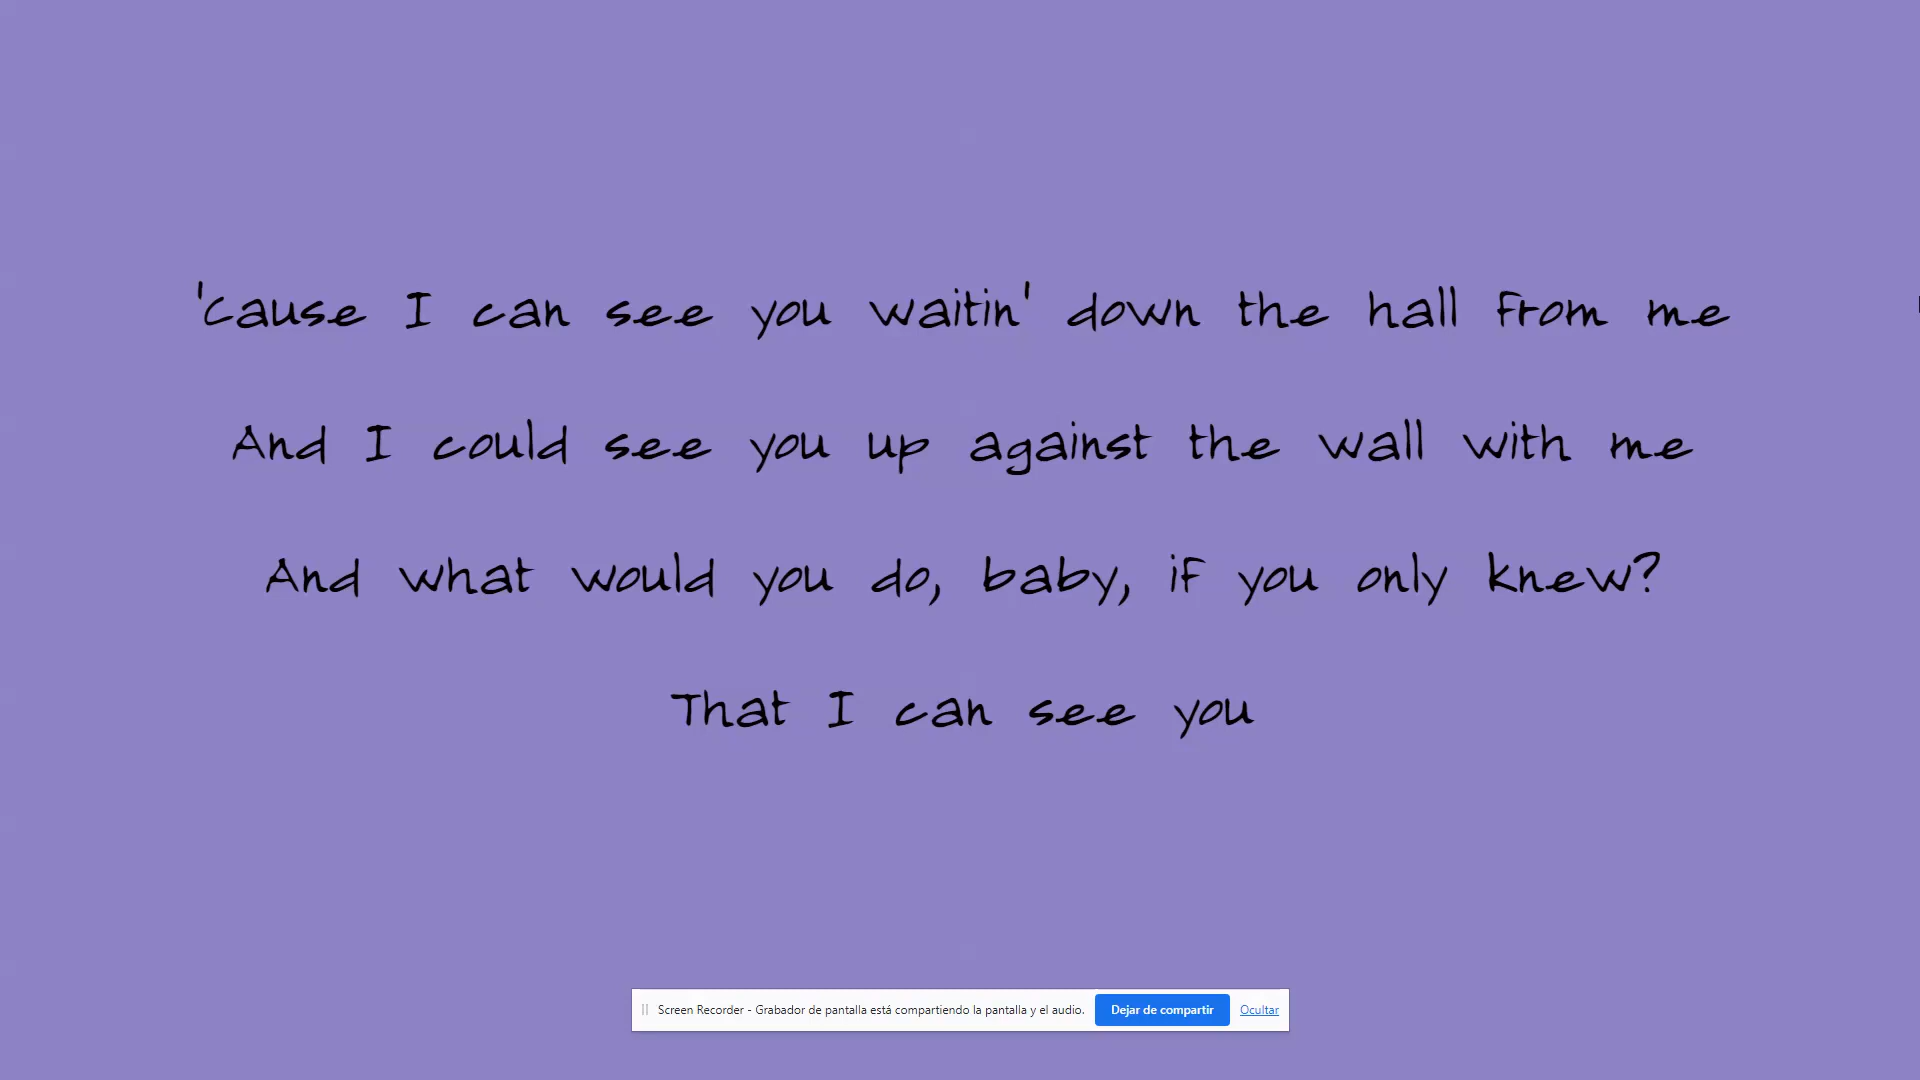 'cause I can see you waitin' down the hall from me
And I could see you up against the wall with me
And what would you do, baby, if you only knew?
That I can see you
Screen Recorder - Grabador de pantalla está compartiendo la pantalla y el audio. Dejar de compartir Ocultar